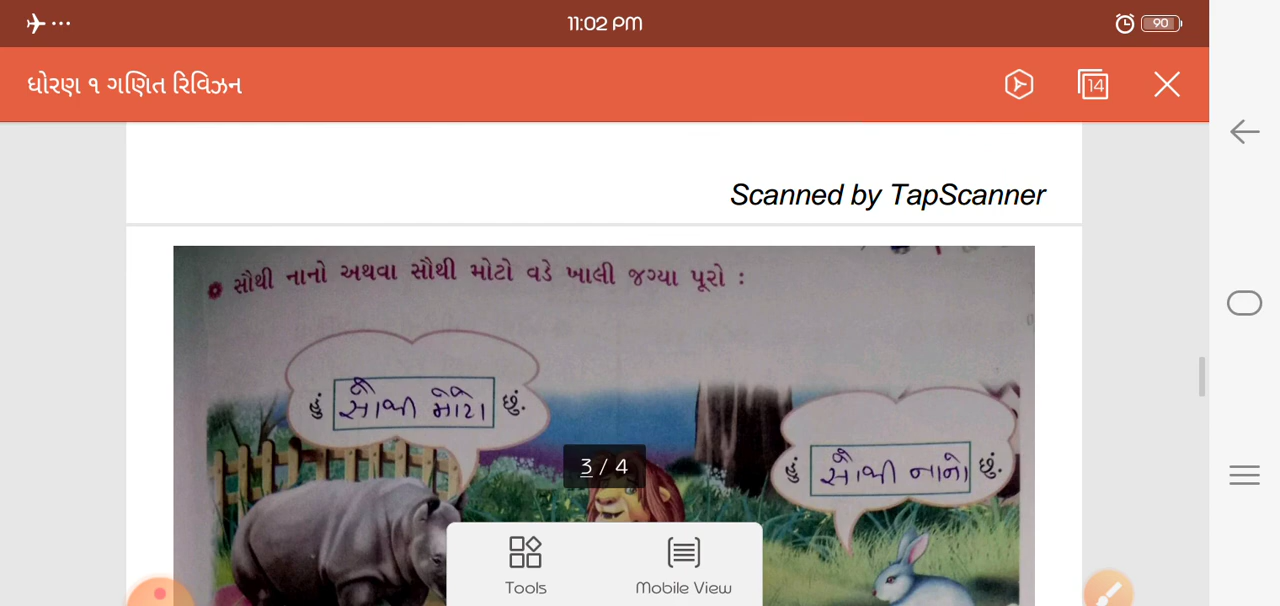 11:02 PM
90
ધોરણ ૧ ગણિત રિવિઝન
14
Scanned by TapScanner
સૌથી નાનો અથવા સૌથી મોટો વડે ખાલી જગ્યા પૂરો :
હું સૌથી મોટો છું.
હું સૌથી નાનો છું.
3 / 4
Tools
Mobile View